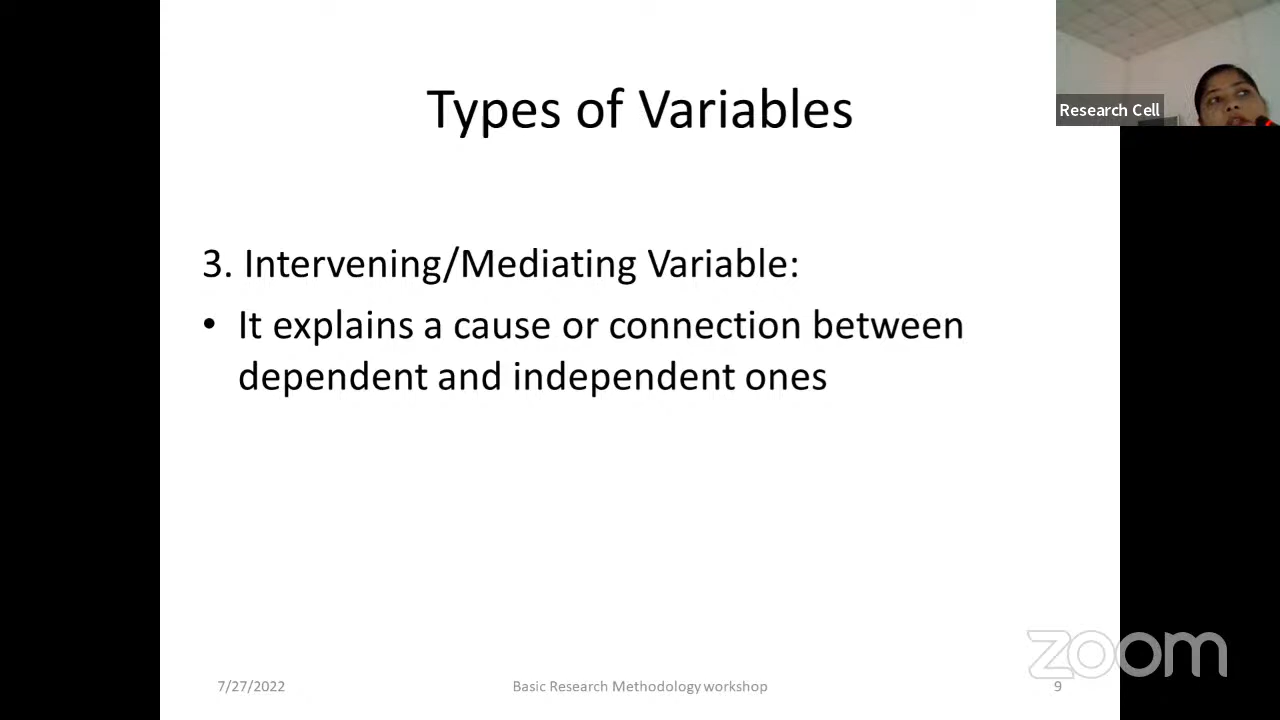 Types of Variables
Research Cell
3. Intervening/Mediating Variable:
• It explains a cause or connection between
dependent and independent ones
zoom
7/27/2022
Basic Research Methodology workshop
9